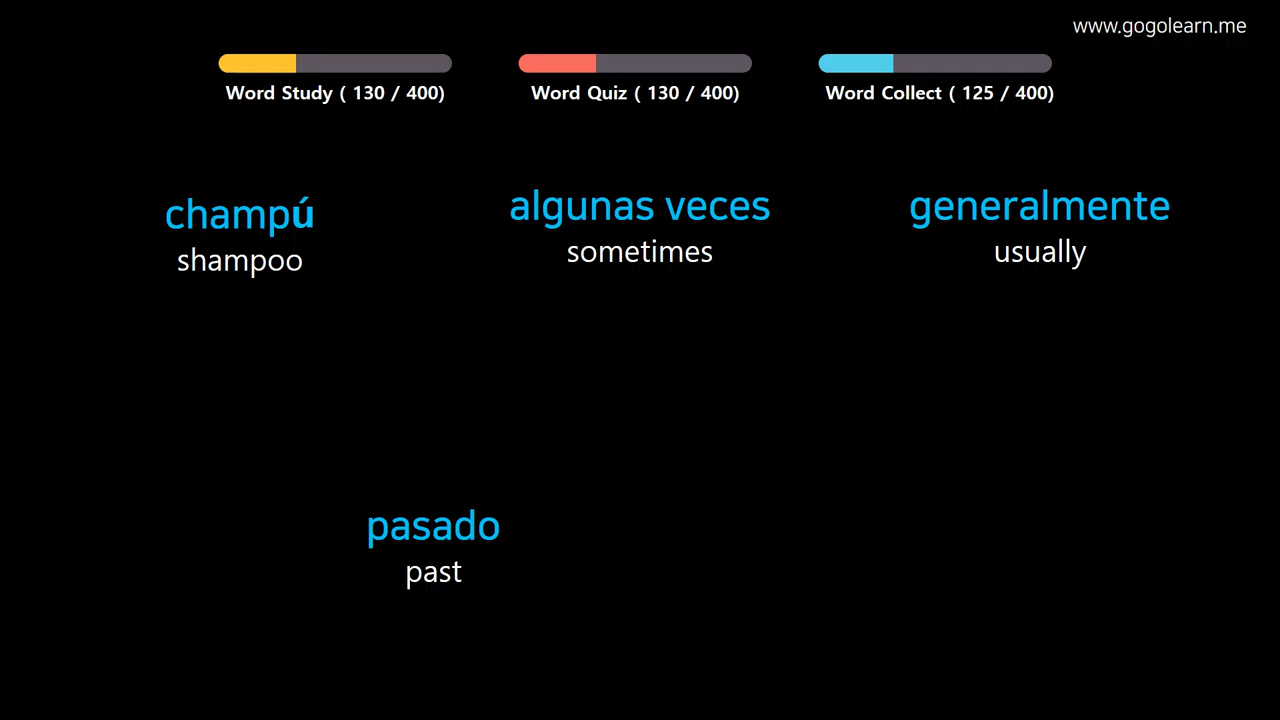 www.gogolearn.me
Word Study ( 130 / 400)
Word Quiz ( 130 / 400)
Word Collect ( 125 / 400)
champú
shampoo
algunas veces
sometimes
generalmente
usually
pasado
past